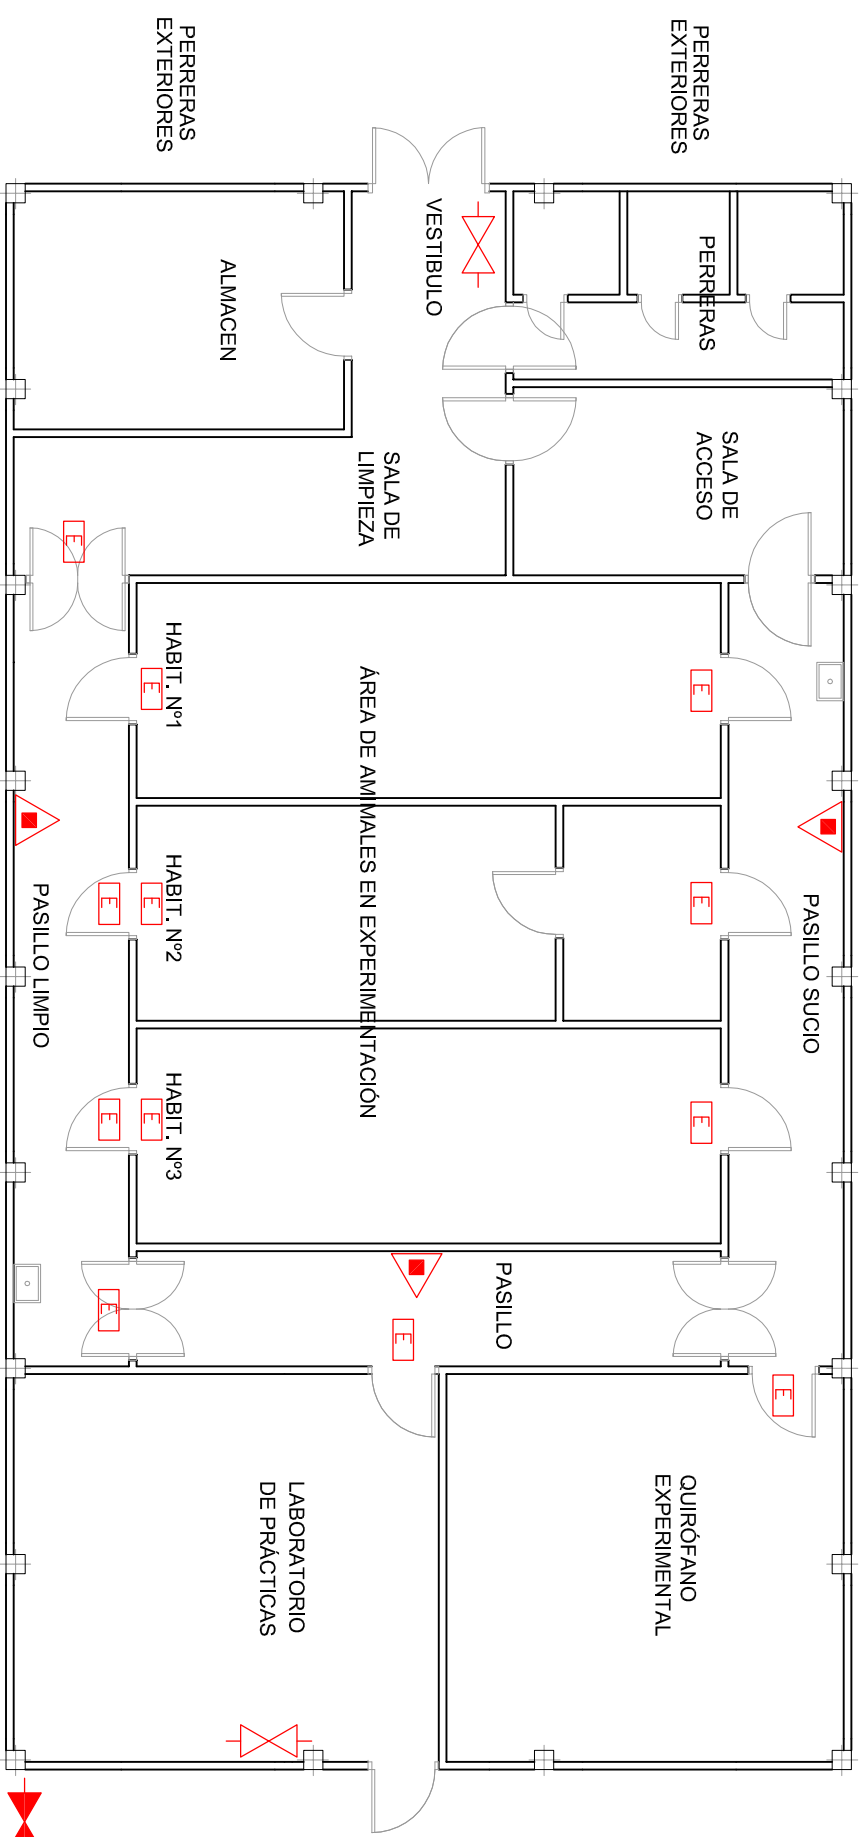 PASILLO SUCIO
E
PERRERAS
EXTERIORES
PERRERAS
SALA DE
ACCESO
E
E
E
QUIRÓFANO
EXPERIMENTAL
PASILLO
VESTIBULO
E
SALA DE
LIMPIEZA
ÁREA DE AMIMALES EN EXPERIMENTACIÓN
LABORATORIO
DE PRÁCTICAS
ALMACEN
PERRERAS
EXTERIORES
HABIT. Nº1
HABIT. Nº2
HABIT. Nº3
E
E
E
E
E
E
E
PASILLO LIMPIO